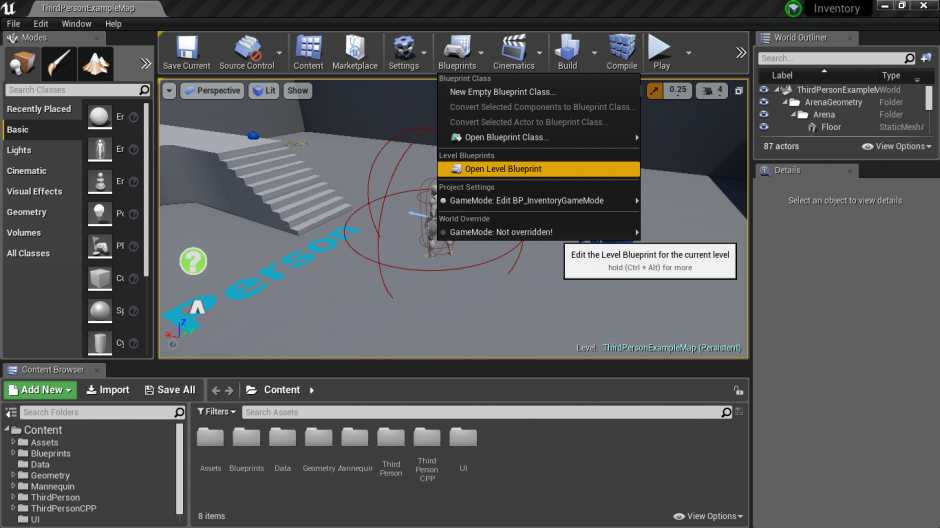 ThirdPersonExampleMap
Inventory
File Edit Window Help
Modes
Search Classes
Recently Placed
Basic
Lights
Cinematic
Visual Effects
Geometry
Volumes
All Classes
Er
Er
Er
Po
Pl
Cu
Sp
Cy
Save Current
Source Control
Content
Marketplace
Settings
Blueprints
Cinematics
Build
Compile
Play
Perspective
Lit
Show
0.25
4
Blueprint Class
New Empty Blueprint Class...
Convert Selected Components to Blueprint Class...
Convert Selected Actor to Blueprint Class...
Open Blueprint Class...
Level Blueprints
Open Level Blueprint
Project Settings
GameMode: Edit BP_InventoryGameMode
World Override
GameMode: Not overridden!
Edit the Level Blueprint for the current level
hold (Ctrl + Alt) for more
Person
X
Z
Level: ThirdPersonExampleMap (Persistent)
World Outliner
Search...
Label Type
ThirdPersonExampleM World
ArenaGeometry Folder
Arena Folder
Floor StaticMeshA
87 actors View Options
Details
Select an object to view details.
Content Browser
Add New Import Save All Content
Search Folders
Content
Assets
Blueprints
Data
Geometry
Mannequin
ThirdPerson
ThirdPersonCPP
UI
Filters Search Assets
Assets
Blueprints
Data
Geometry
Mannequin
Third
Person
Third
Person
CPP
UI
8 items View Options